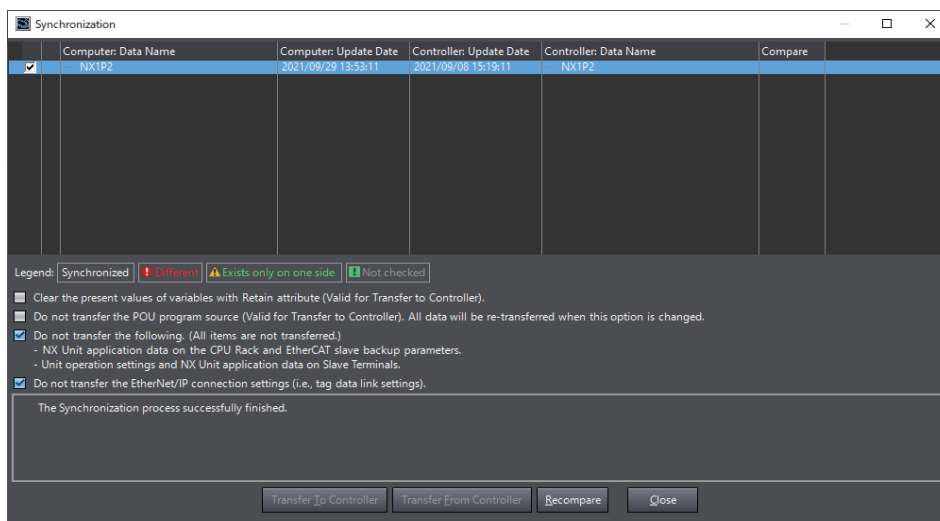 Synchronization
Computer: Data Name Computer: Update Date Controller: Update Date Controller: Data Name Compare
NX1P2 2021/09/29 13:53:11 2021/09/08 15:19:11 NX1P2
Legend: Synchronized Different Exists only on one side Not checked
Clear the present values of variables with Retain attribute (Valid for Transfer to Controller).
Do not transfer the POU program source (Valid for Transfer to Controller). All data will be re-transferred when this option is changed.
Do not transfer the following. (All items are not transferred.)
- NX Unit application data on the CPU Rack and EtherCAT slave backup parameters.
- Unit operation settings and NX Unit application data on Slave Terminals.
Do not transfer the EtherNet/IP connection settings (i.e., tag data link settings).
The Synchronization process successfully finished.
Transfer To Controller Transfer From Controller Recompare Close